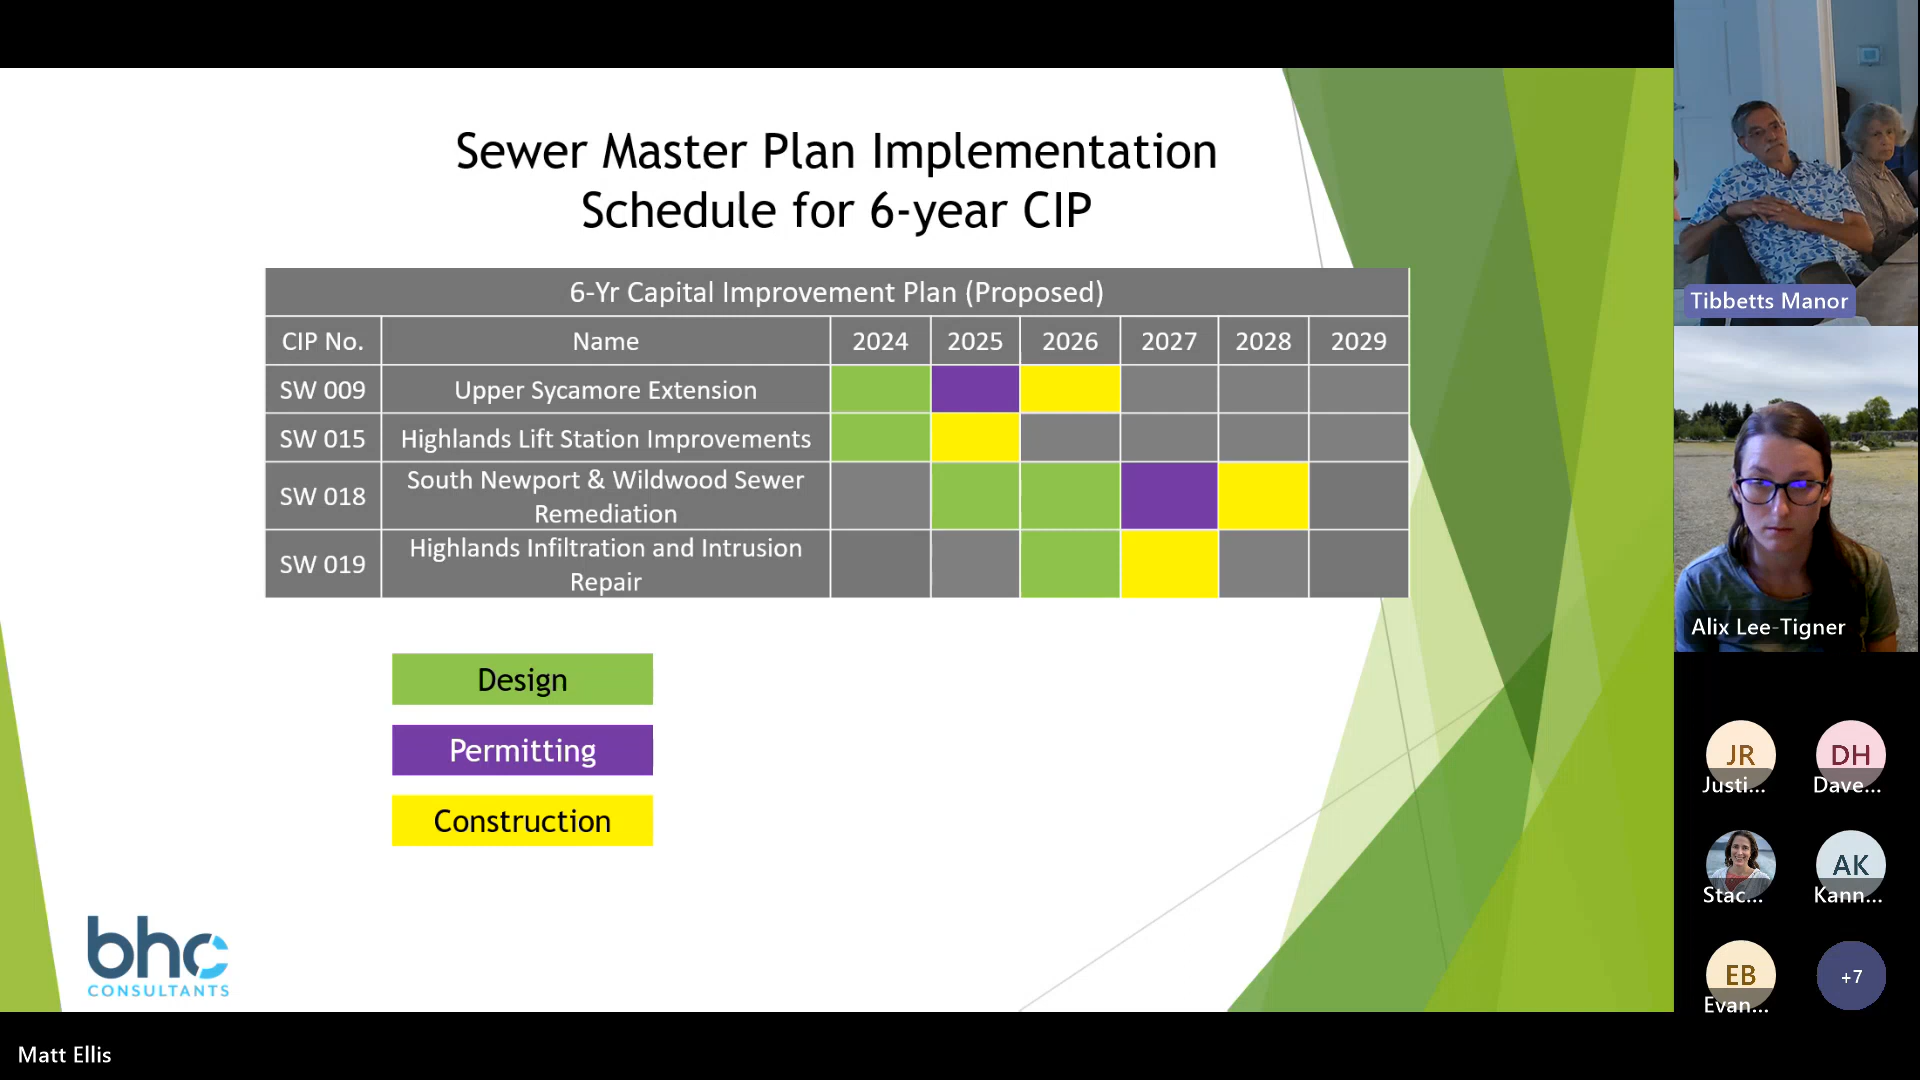 Sewer Master Plan Implementation
Schedule for 6-year CIP
6-Yr Capital Improvement Plan (Proposed)
CIP No. Name 2024 2025 2026 2027 2028 2029
SW 009 Upper Sycamore Extension
SW 015 Highlands Lift Station Improvements
SW 018 South Newport & Wildwood Sewer
Remediation
SW 019 Highlands Infiltration and Intrusion
Repair
Design
Permitting
Construction
bhc
CONSULTANTS
Matt Ellis
Tibbetts Manor
Alix Lee-Tigner
JR DH
Justi... Dave...
AK
Stac... Kann...
EB +7
Evan...